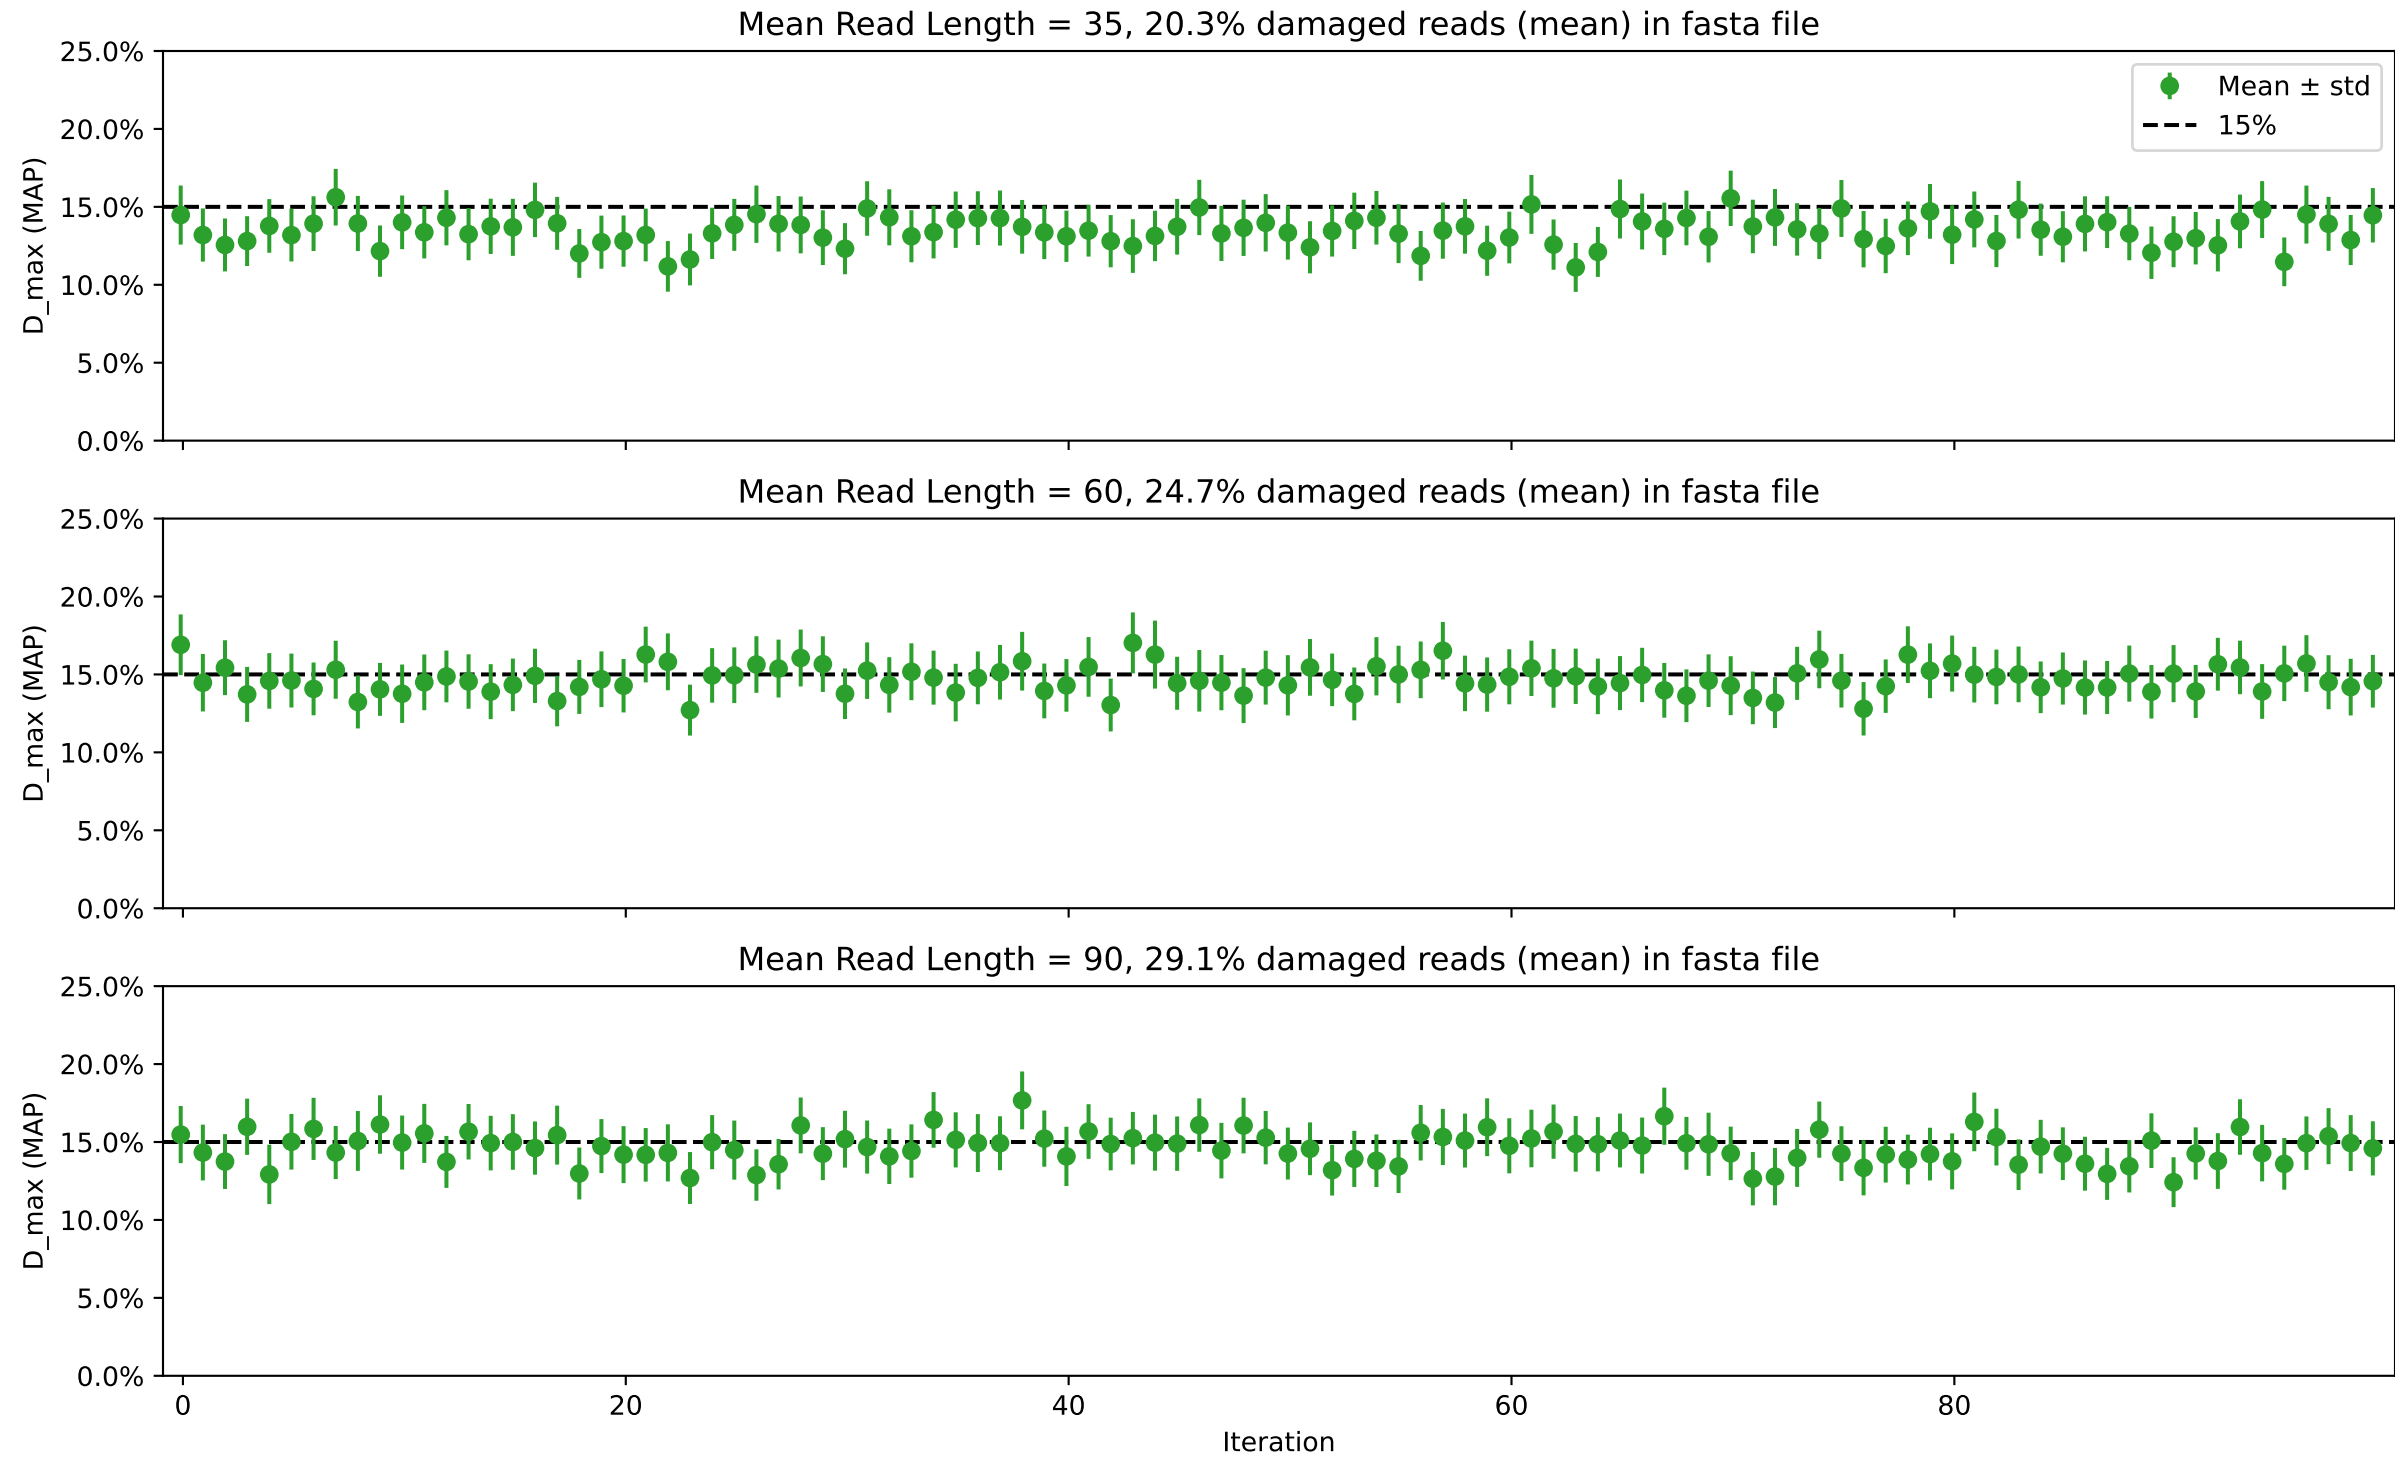 Mean Read Length = 35, 20.3% damaged reads (mean) in fasta file
25.0%
20.0%
15.0%
10.0%
5.0%
0.0%
D_max (MAP)
Mean ± std
15%
Mean Read Length = 60, 24.7% damaged reads (mean) in fasta file
25.0%
20.0%
15.0%
10.0%
5.0%
0.0%
D_max (MAP)
Mean Read Length = 90, 29.1% damaged reads (mean) in fasta file
25.0%
20.0%
15.0%
10.0%
5.0%
0.0%
D_max (MAP)
0 20 40 60 80
Iteration